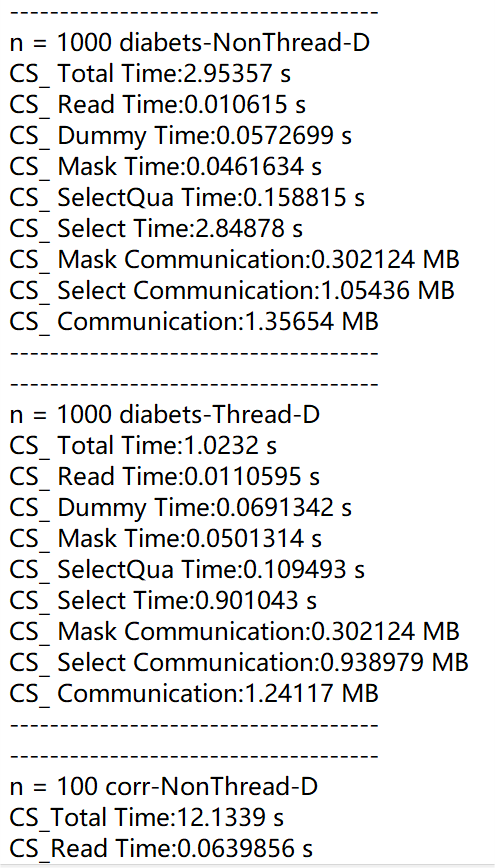 -------------------------------------
n = 1000 diabets-NonThread-D
CS_ Total Time:2.95357 s
CS_ Read Time:0.010615 s
CS_ Dummy Time:0.0572699 s
CS_ Mask Time:0.0461634 s
CS_ SelectQua Time:0.158815 s
CS_ Select Time:2.84878 s
CS_ Mask Communication:0.302124 MB
CS_ Select Communication:1.05436 MB
CS_ Communication:1.35654 MB
-------------------------------------
-------------------------------------
n = 1000 diabets-Thread-D
CS_ Total Time:1.0232 s
CS_ Read Time:0.0110595 s
CS_ Dummy Time:0.0691342 s
CS_ Mask Time:0.0501314 s
CS_ SelectQua Time:0.109493 s
CS_ Select Time:0.901043 s
CS_ Mask Communication:0.302124 MB
CS_ Select Communication:0.938979 MB
CS_ Communication:1.24117 MB
-------------------------------------
-------------------------------------
n = 100 corr-NonThread-D
CS_Total Time:12.1339 s
CS_Read Time:0.0639856 s